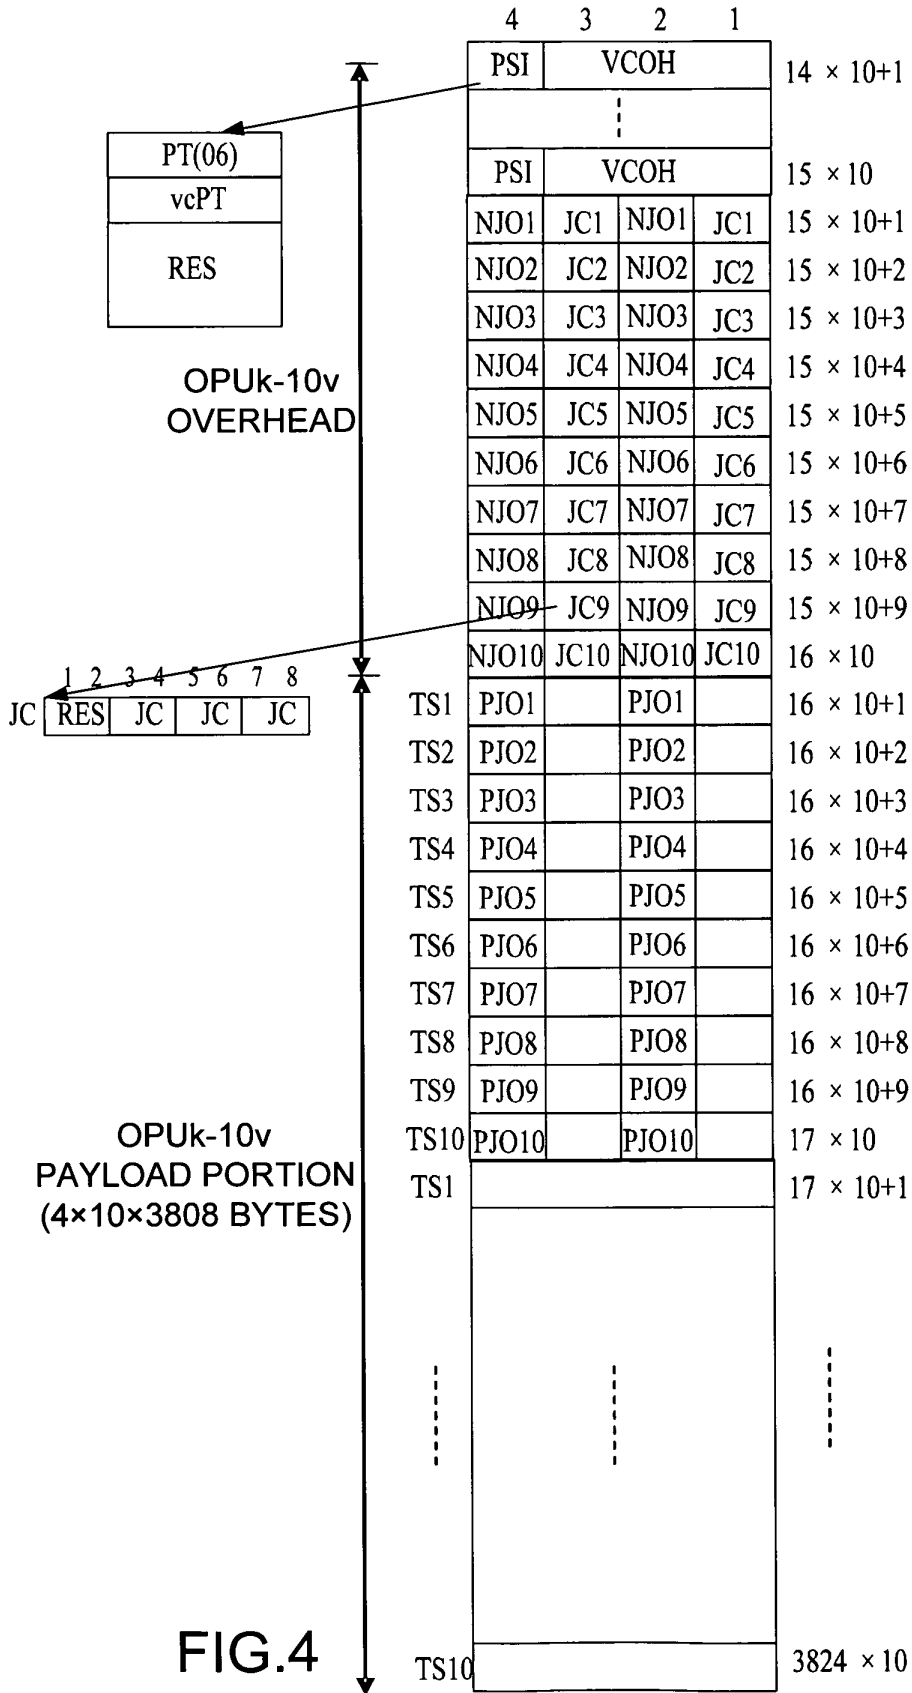 4 3 2 1
PSI VCOH 14 × 10+1
PT(06)
vcPT
RES
PSI VCOH 15 × 10
NJO1 JC1 NJO1 JC1 15 × 10+1
NJO2 JC2 NJO2 JC2 15 × 10+2
NJO3 JC3 NJO3 JC3 15 × 10+3
NJO4 JC4 NJO4 JC4 15 × 10+4
NJO5 JC5 NJO5 JC5 15 × 10+5
NJO6 JC6 NJO6 JC6 15 × 10+6
NJO7 JC7 NJO7 JC7 15 × 10+7
NJO8 JC8 NJO8 JC8 15 × 10+8
NJO9 JC9 NJO9 JC9 15 × 10+9
NJO10 JC10 NJO10 JC10 16 × 10
OPUk-10v
OVERHEAD
1 2 3 4 5 6 7 8
JC RES JC JC JC
TS1 PJO1 PJO1 16 × 10+1
TS2 PJO2 PJO2 16 × 10+2
TS3 PJO3 PJO3 16 × 10+3
TS4 PJO4 PJO4 16 × 10+4
TS5 PJO5 PJO5 16 × 10+5
TS6 PJO6 PJO6 16 × 10+6
TS7 PJO7 PJO7 16 × 10+7
TS8 PJO8 PJO8 16 × 10+8
TS9 PJO9 PJO9 16 × 10+9
TS10 PJO10 PJO10 17 × 10
TS1 17 × 10+1
OPUk-10v
PAYLOAD PORTION
(4×10×3808 BYTES)
TS10 3824 × 10
FIG.4